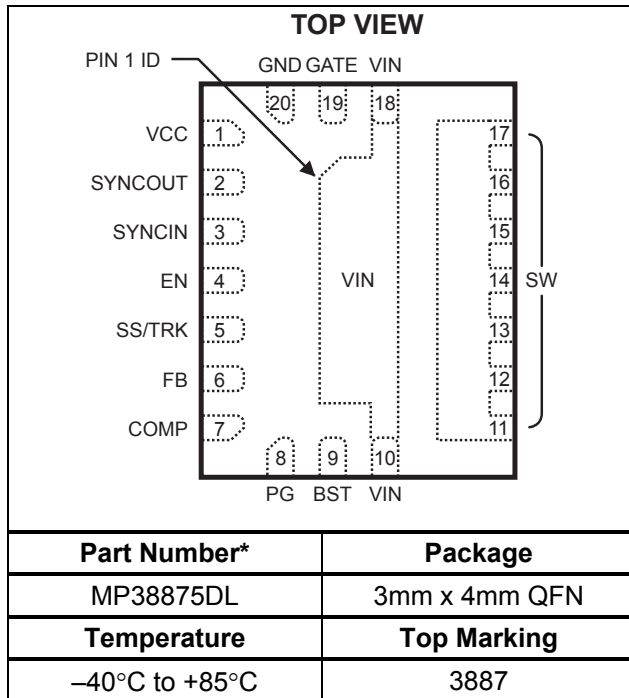 TOP VIEW
PIN 1 ID
GND GATE VIN
20 19 18
VCC 1 17
SYNCOUT 2 16
SYNCIN 3 15
EN 4 VIN 14 SW
SS/TRK 5 13
FB 6 12
COMP 7 11
8 9 10
PG BST VIN
Part Number* Package
MP38875DL 3mm x 4mm QFN
Temperature Top Marking
–40°C to +85°C 3887